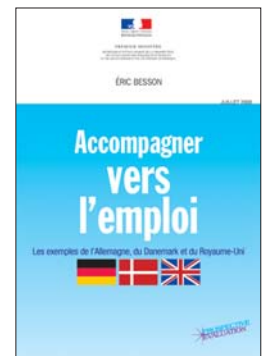 PREMIER MINISTRE
ÉRIC BESSON
JUILLET 2008
Accompagner
vers
l'emploi
Les exemples de l'Allemagne, du Danemark et du Royaume-Uni
PROSPECTIVE
EVALUATION